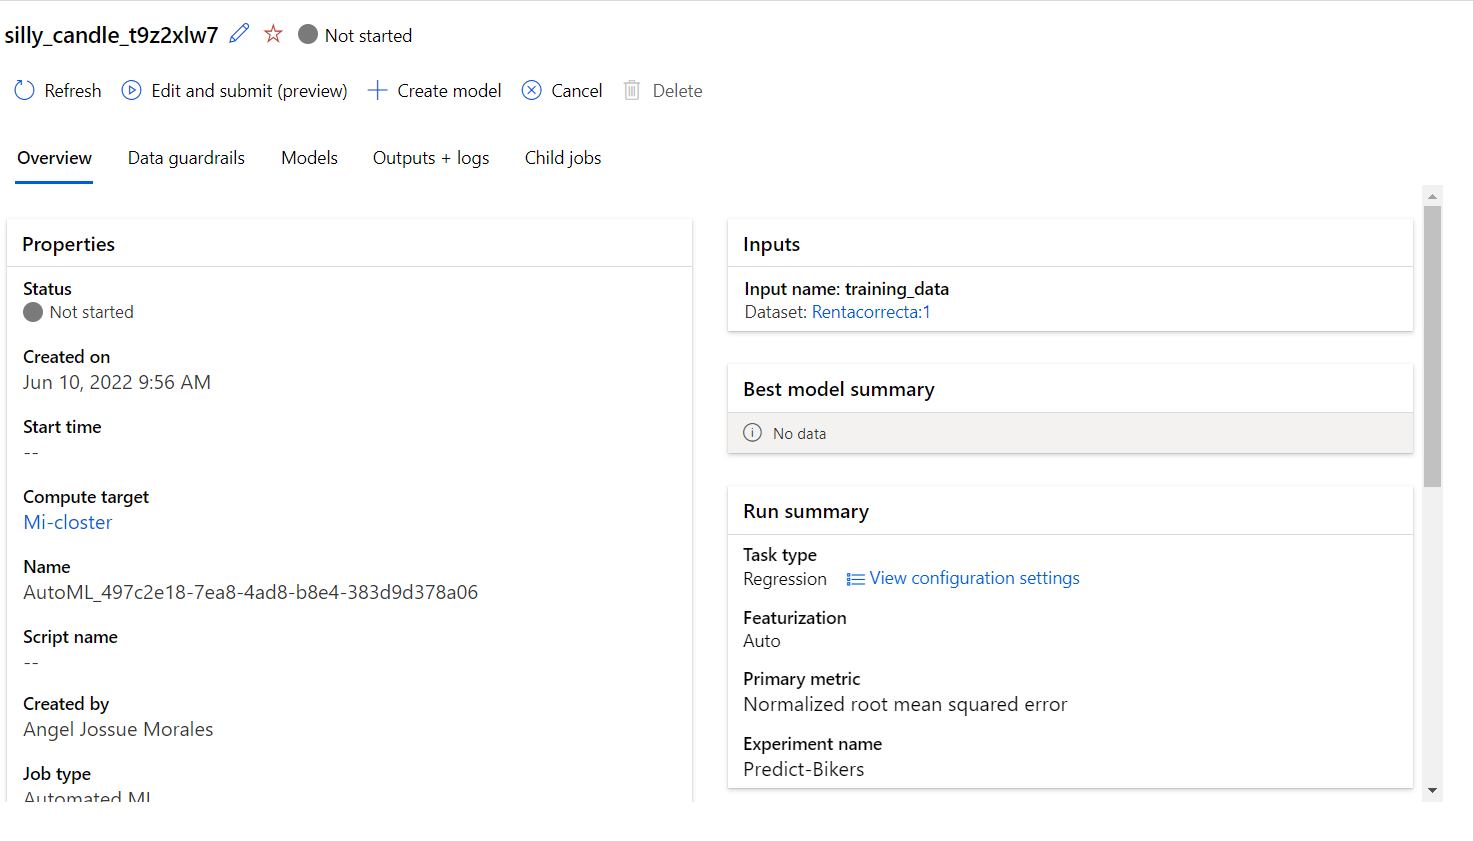 silly_candle_t9z2xlw7 Not started
Refresh Edit and submit (preview) Create model Cancel Delete
Overview Data guardrails Models Outputs + logs Child jobs
Properties
Status
Not started
Created on
Jun 10, 2022 9:56 AM
Start time
--
Compute target
Mi-closter
Name
AutoML_497c2e18-7ea8-4ad8-b8e4-383d9d378a06
Script name
--
Created by
Angel Jossue Morales
Job type
Automated ML
Inputs
Input name: training_data
Dataset: Rentacorrecta:1
Best model summary
No data
Run summary
Task type
Regression View configuration settings
Featurization
Auto
Primary metric
Normalized root mean squared error
Experiment name
Predict-Bikers